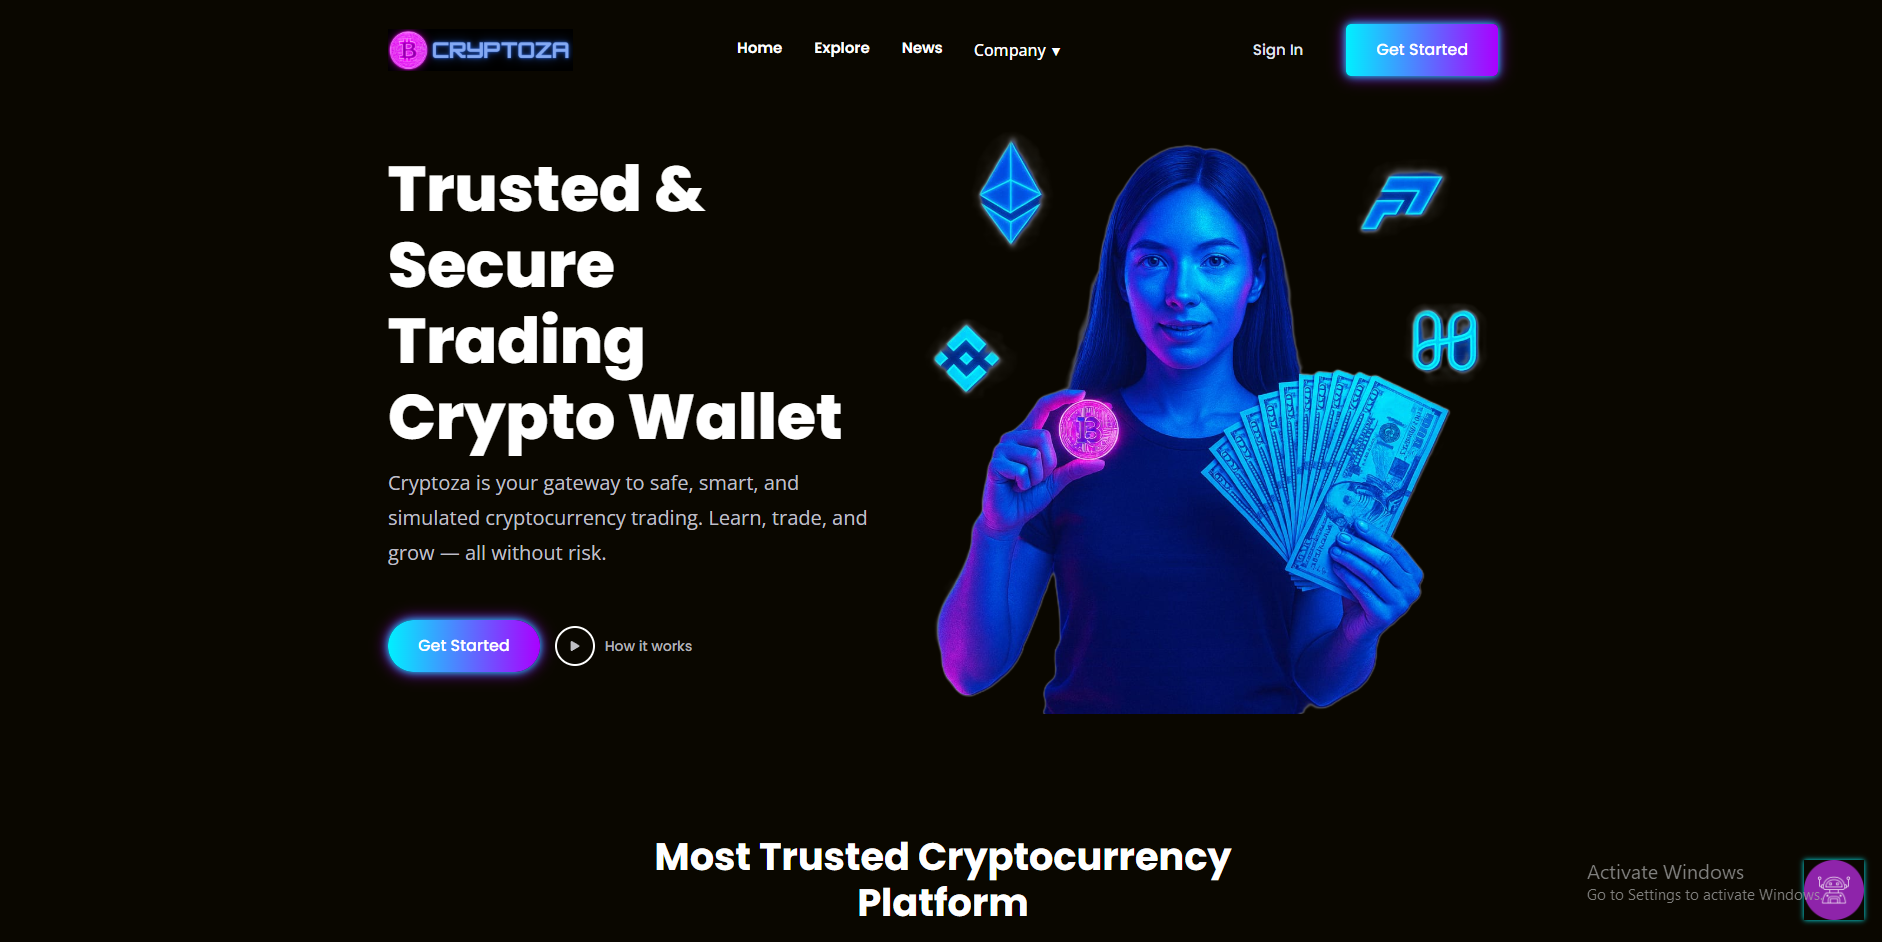 CRYPTOZA
Home Explore News Company ▼
Sign In
Get Started
Trusted &
Secure
Trading
Crypto Wallet
Cryptoza is your gateway to safe, smart, and
simulated cryptocurrency trading. Learn, trade, and
grow — all without risk.
Get Started
How it works
Most Trusted Cryptocurrency
Platform
Activate Windows
Go to Settings to activate Windows.